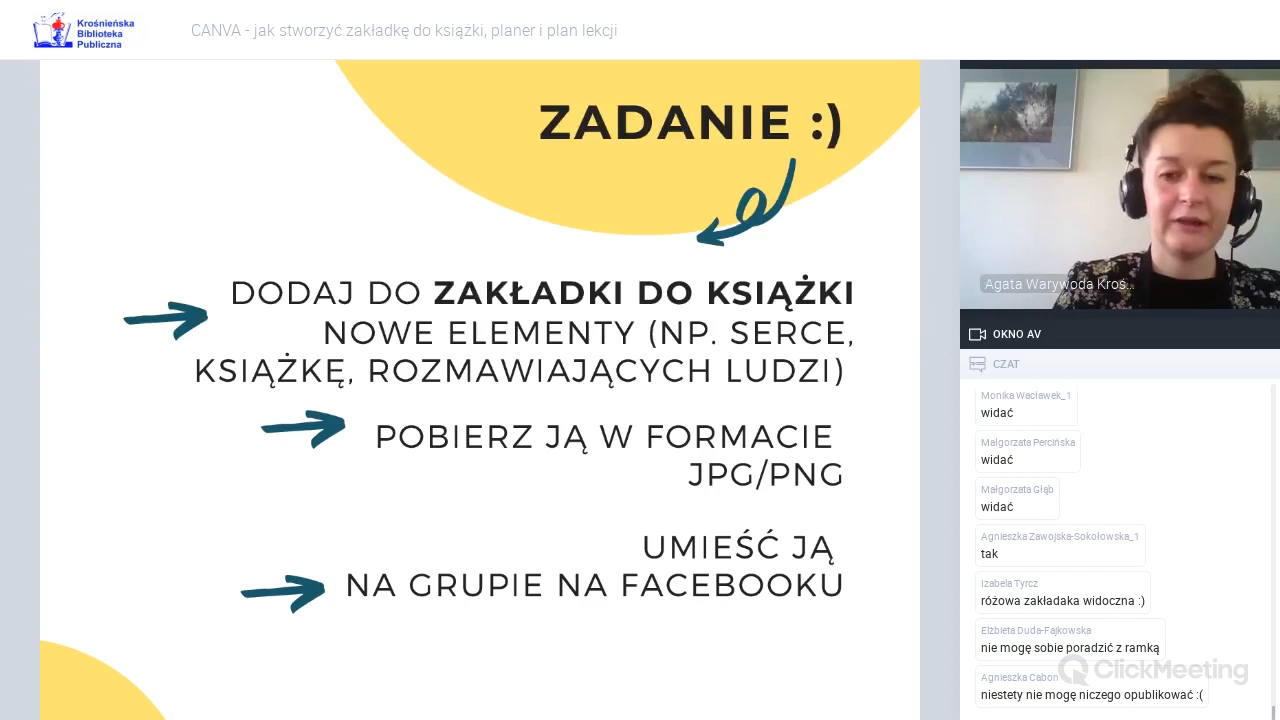 Krośnieńska
Biblioteka
Publiczna
CANVA - jak stworzyć zakładkę do książki, planer i plan lekcji
ZADANIE :)
DODAJ DO ZAKŁADKI DO KSIĄŻKI
NOWE ELEMENTY (NP. SERCE,
KSIĄŻKĘ, ROZMAWIAJĄCYCH LUDZI)
POBIERZ JĄ W FORMACIE
JPG/PNG
UMIEŚĆ JĄ
NA GRUPIE NA FACEBOOKU
Agata Warywoda Kros...
OKNO AV
CZAT
Monika Wacławek_1
widać
Małgorzata Percińska
widać
Małgorzata Głąb
widać
Agnieszka Zawojska-Sokołowska_1
tak
Izabela Tyrcz
różowa zakładaka widoczna :)
Elżbieta Duda-Fajkowska
nie mogę sobie poradzić z ramką
Agnieszka Cabon
niestety nie mogę niczego opublikować :(
ClickMeeting